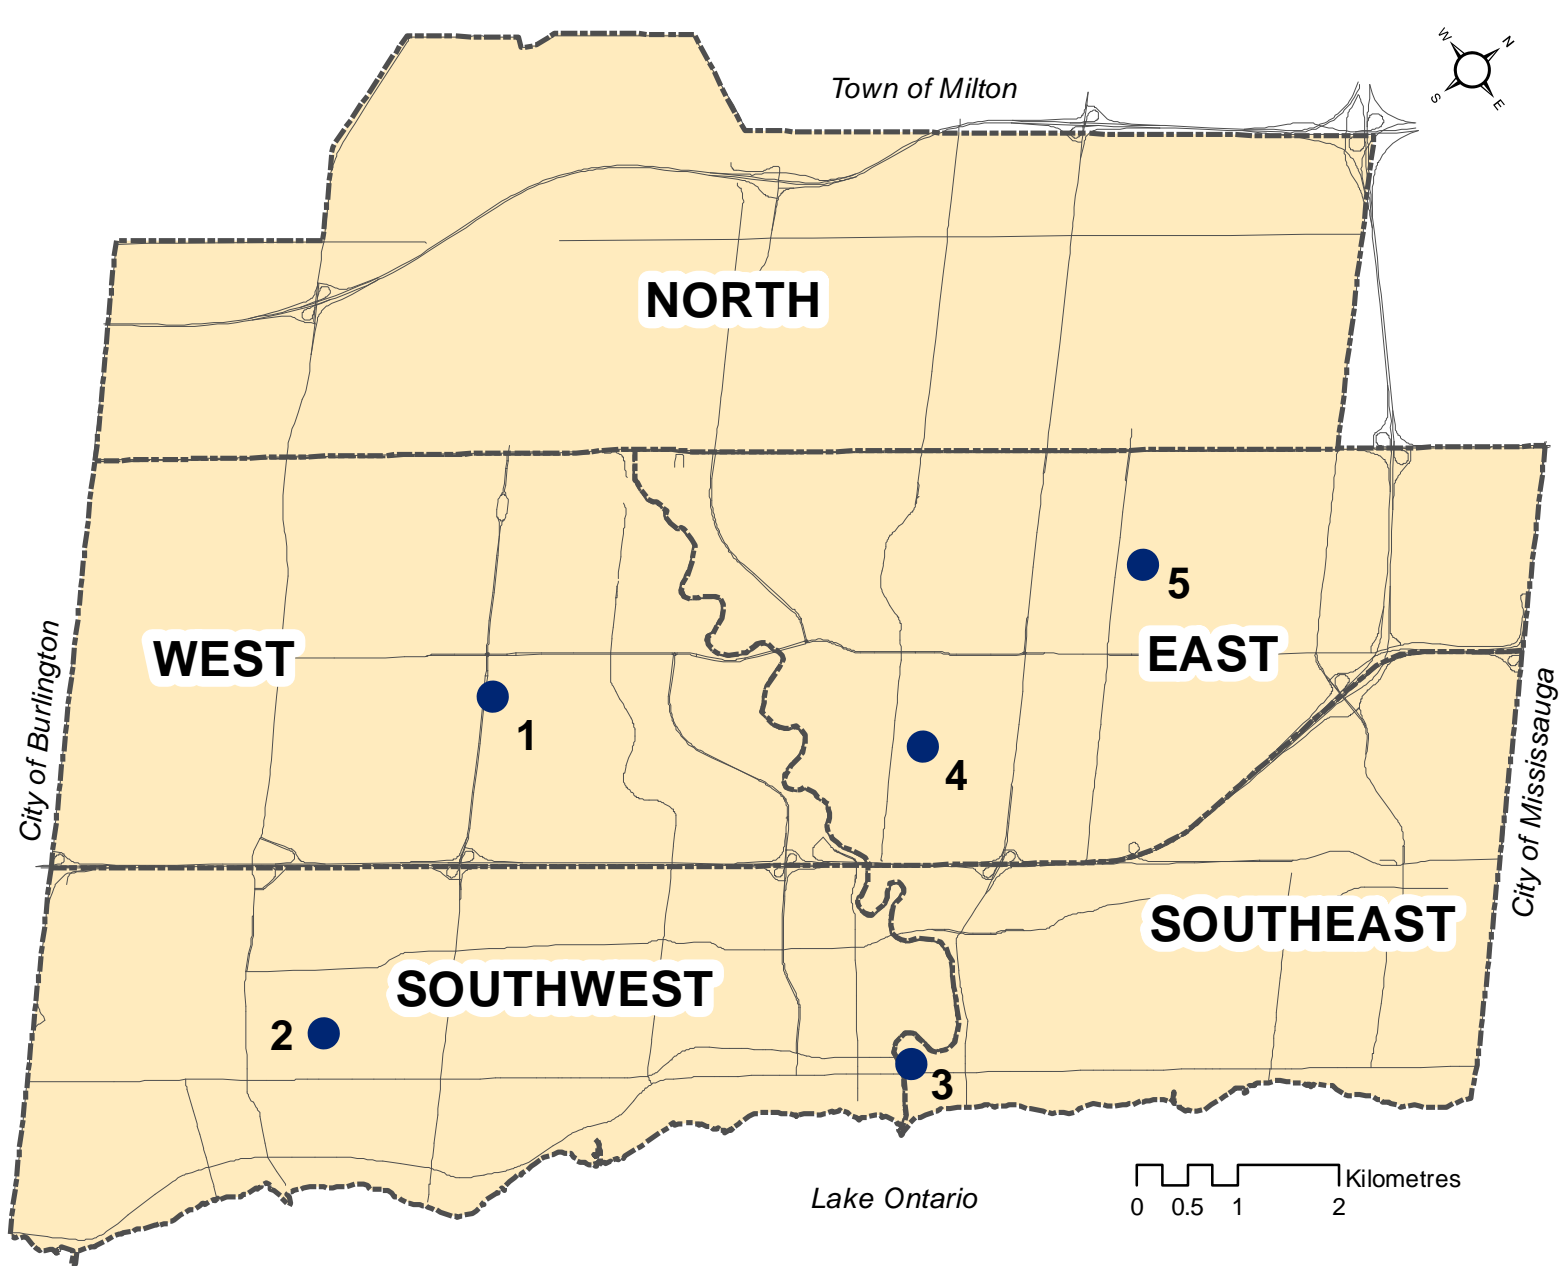 W
N
Town of Milton
S
E
NORTH
5
WEST
EAST
City of Burlington
City of Mississauga
1
4
SOUTHEAST
SOUTHWEST
2
3
Lake Ontario
Kilometres
0 0.5 1 2